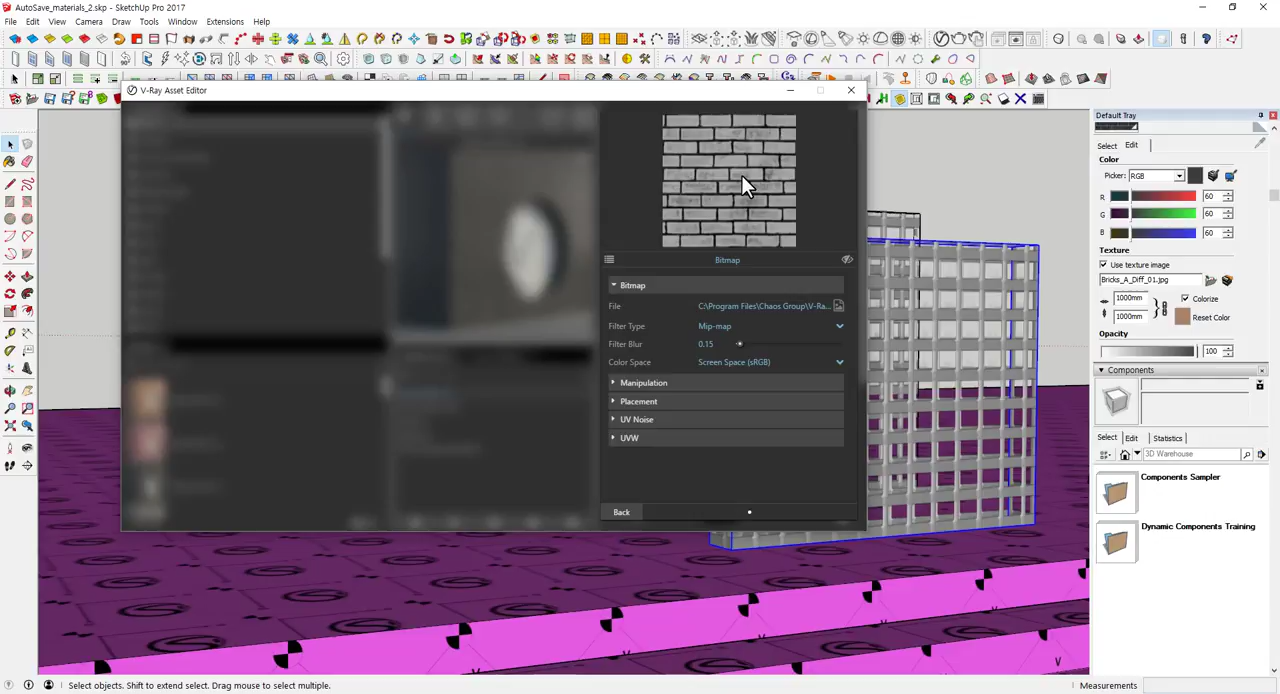 AutoSave_materials_2.skp - SketchUp Pro 2017
File Edit View Camera Draw Tools Window Extensions Help
V-Ray Asset Editor
Bitmap
Bitmap
File C:\Program Files\Chaos Group\V-Ra...
Filter Type Mip-map
Filter Blur 0.15
Color Space Screen Space (sRGB)
Manipulation
Placement
UV Noise
UVW
Back
Default Tray
Select Edit
Color
Picker: RGB
R 60
G 60
B 60
Texture
Use texture image
Bricks_A_Diff_01.jpg
1000mm Colorize
1000mm Reset Color
Opacity
100
Components
Select Edit Statistics
3D Warehouse
Components Sampler
Dynamic Components Training
Select objects. Shift to extend select. Drag mouse to select multiple.
Measurements